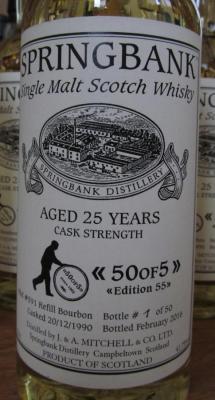 SPRINGBANK
Single Malt Scotch Whisky
SPRINGBANK DISTILLERY
AGED 25 YEARS
CASK STRENGTH
« 50OF5 »
«Edition 55»
#391 Refill Bourbon
Bottle # 1 of 50
Casked 20/12/1990
Bottled February 2016
Distilled by J. & A. MITCHELL & CO. LTD.
Springbank Distillery Campbeltown Scotland
PRODUCT OF SCOTLAND